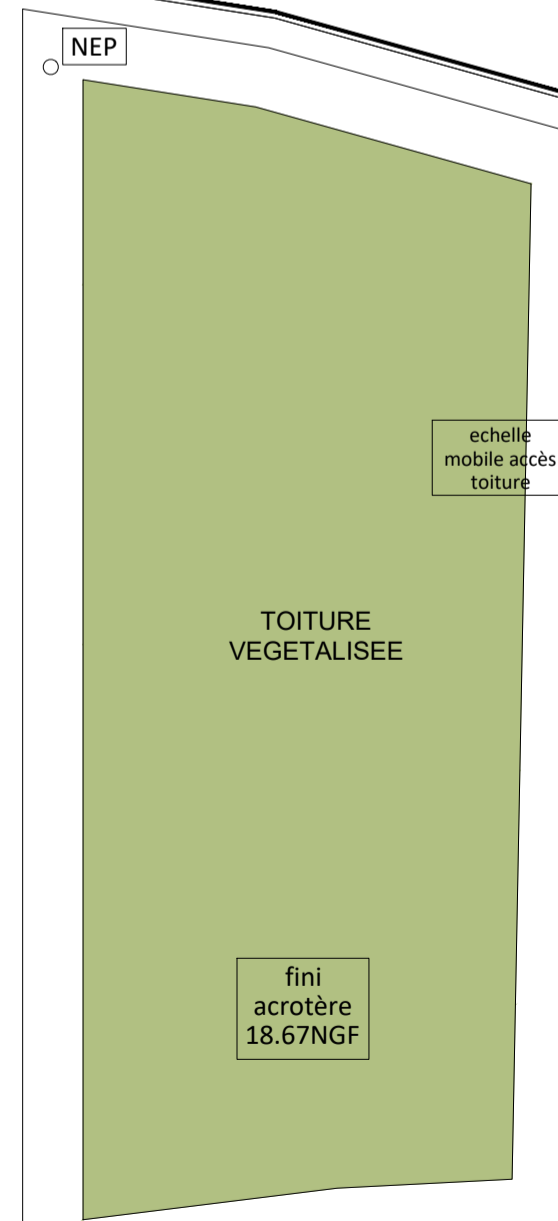 NEP
echelle
mobile accès
toiture
TOITURE
VEGETALISEE
fini
acrotère
18.67NGF